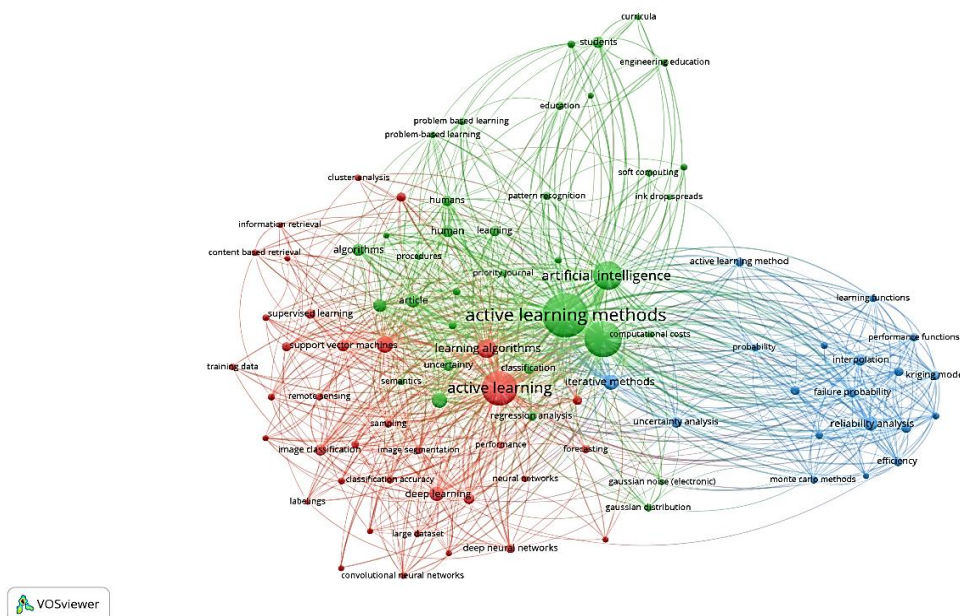 curricula
students
engineering education
education
problem based learning
problem-based learning
soft computing
cluster analysis
pattern recognition
ink drop spreads
humans
information retrieval
human
learning
content based retrieval
algorithms
procedures
active learning method
priority journal
artificial intelligence
article
learning functions
supervised learning
active learning methods
computational costs
performance functions
support vector machines
learning algorithms
probability
interpolation
training data
uncertainty
classification
kriging mode
semantics
active learning
iterative methods
failure probability
remote sensing
regression analysis
sampling
uncertainty analysis
reliability analysis
image classification
image segmentation
performance
forecasting
efficiency
classification accuracy
neural networks
gaussian noise (electronic)
monte carlo methods
labelings
deep learning
gaussian distribution
large dataset
deep neural networks
convolutional neural networks
VOSviewer